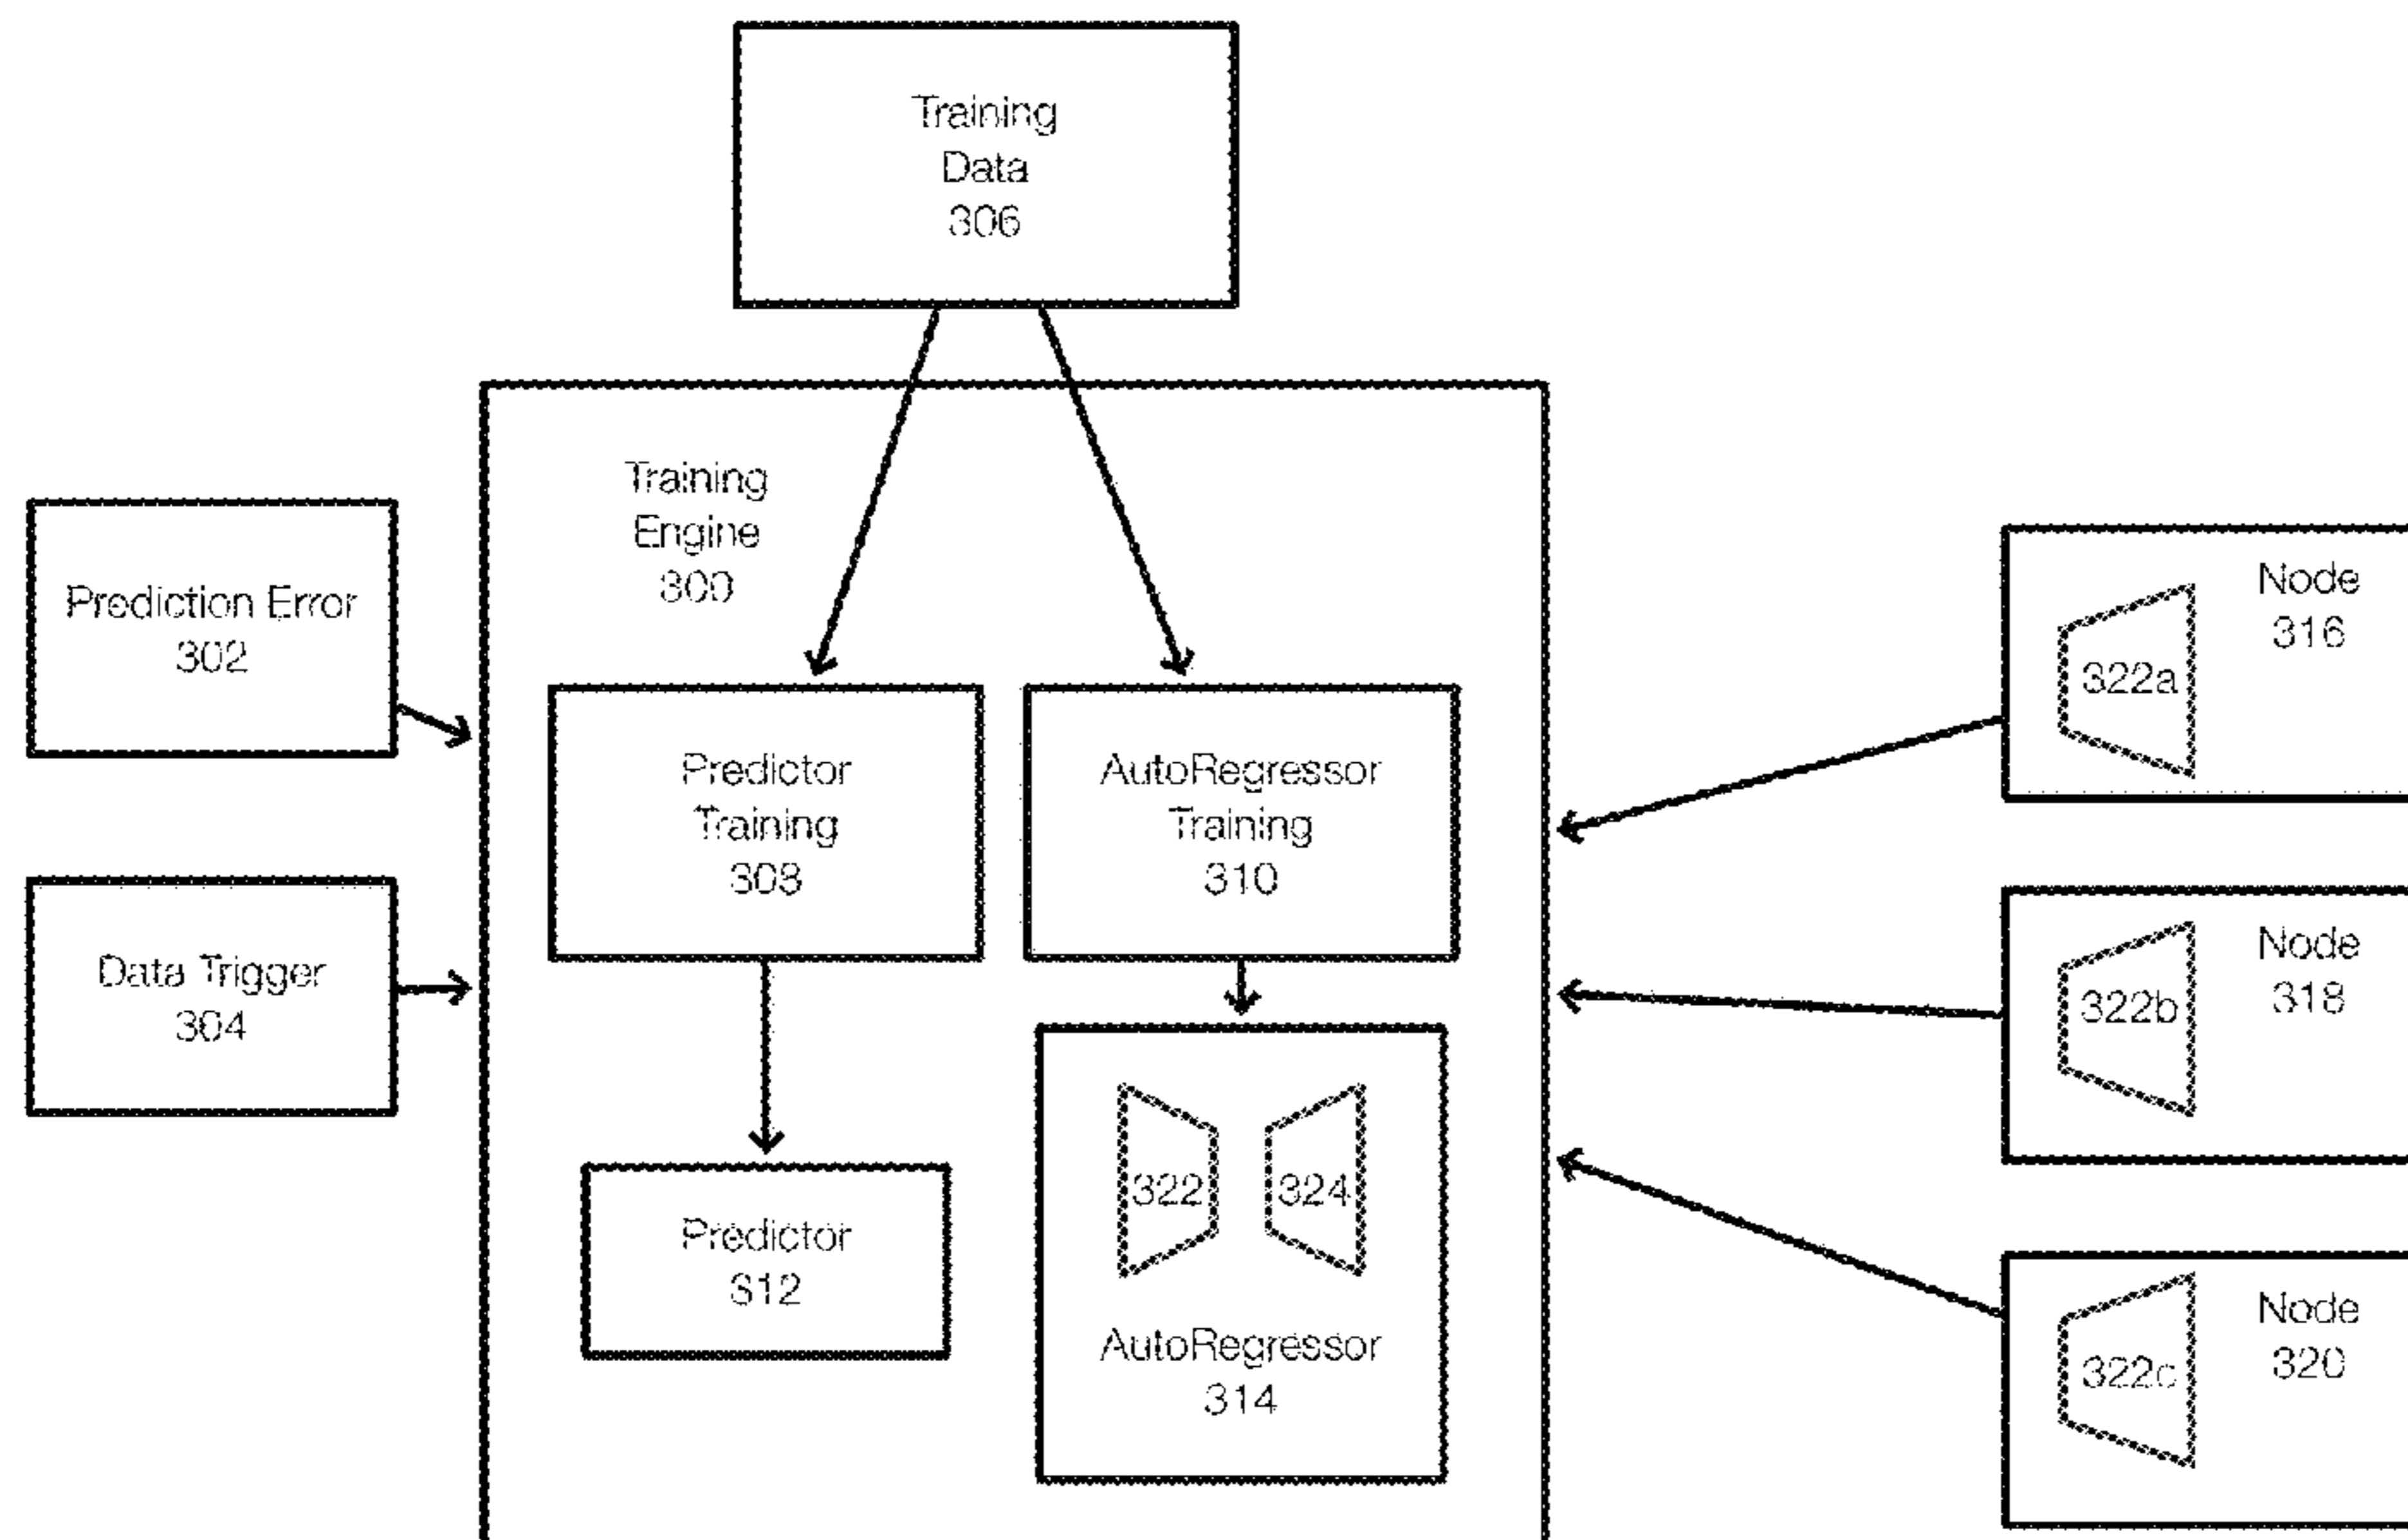 Training
Data
306
Training
Engine
300
Prediction Error
302
Data Trigger
304
Predictor
Training
308
AutoRegressor
Training
310
Predictor
312
322
324
AutoRegressor
314
Node
316
322a
Node
318
322b
Node
320
322c